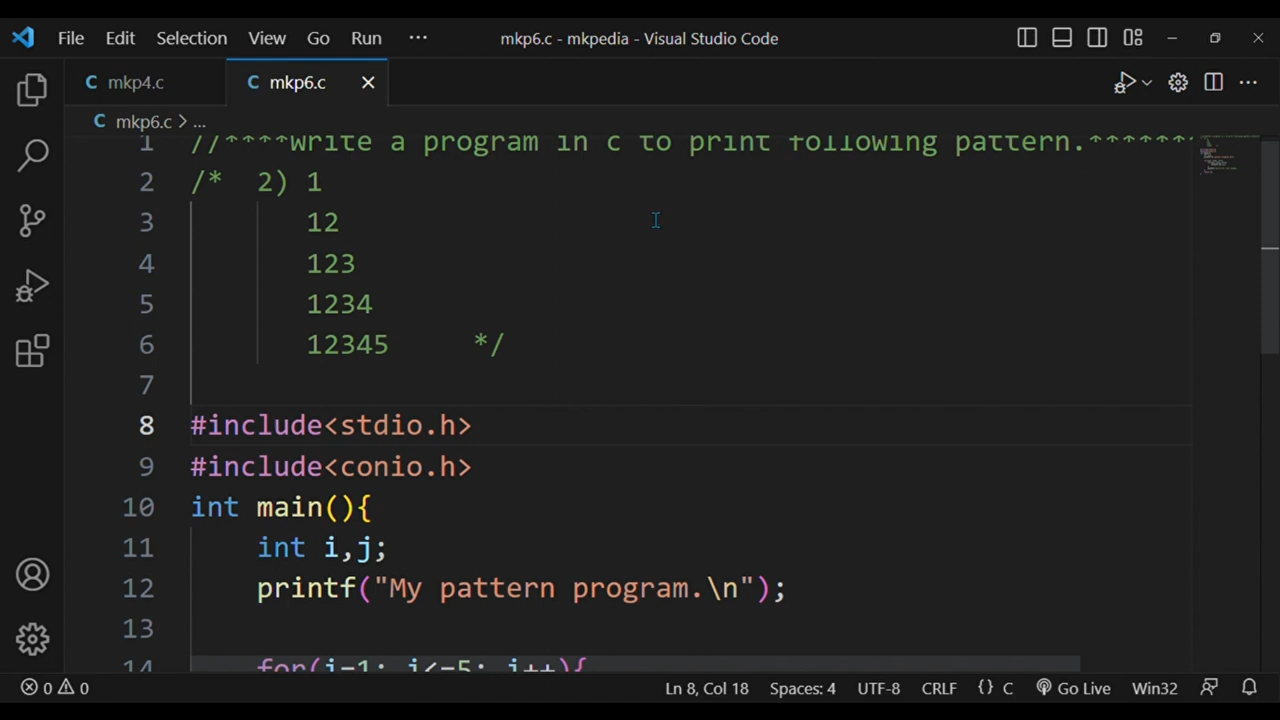 File Edit Selection View Go Run ··· mkp6.c - mkpedia - Visual Studio Code
C mkp4.c C mkp6.c
C mkp6.c > ...
1 //****Write a program in c to print following pattern.*******
2 /* 2) 1
3 12
4 123
5 1234
6 12345 */
7
8 #include<stdio.h>
9 #include<conio.h>
10 int main(){
11 int i,j;
12 printf("My pattern program.\n");
13
14 for(i=1; i<=5; i++){
0 0 Ln 8, Col 18 Spaces: 4 UTF-8 CRLF {} C Go Live Win32